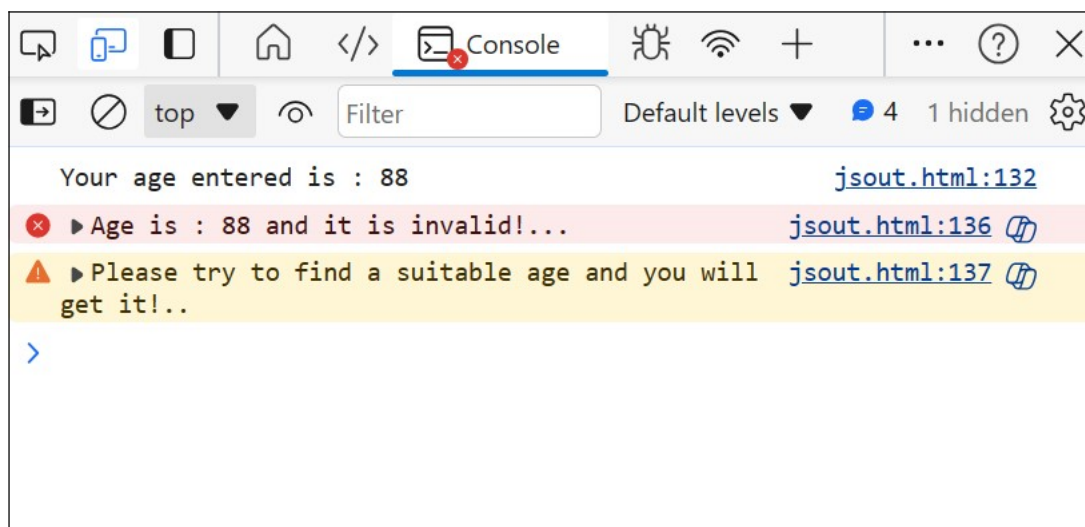 Console
top
Filter
Default levels
4
1 hidden
Your age entered is : 88
jsout.html:132
Age is : 88 and it is invalid!...
jsout.html:136
Please try to find a suitable age and you will
jsout.html:137
get it!..